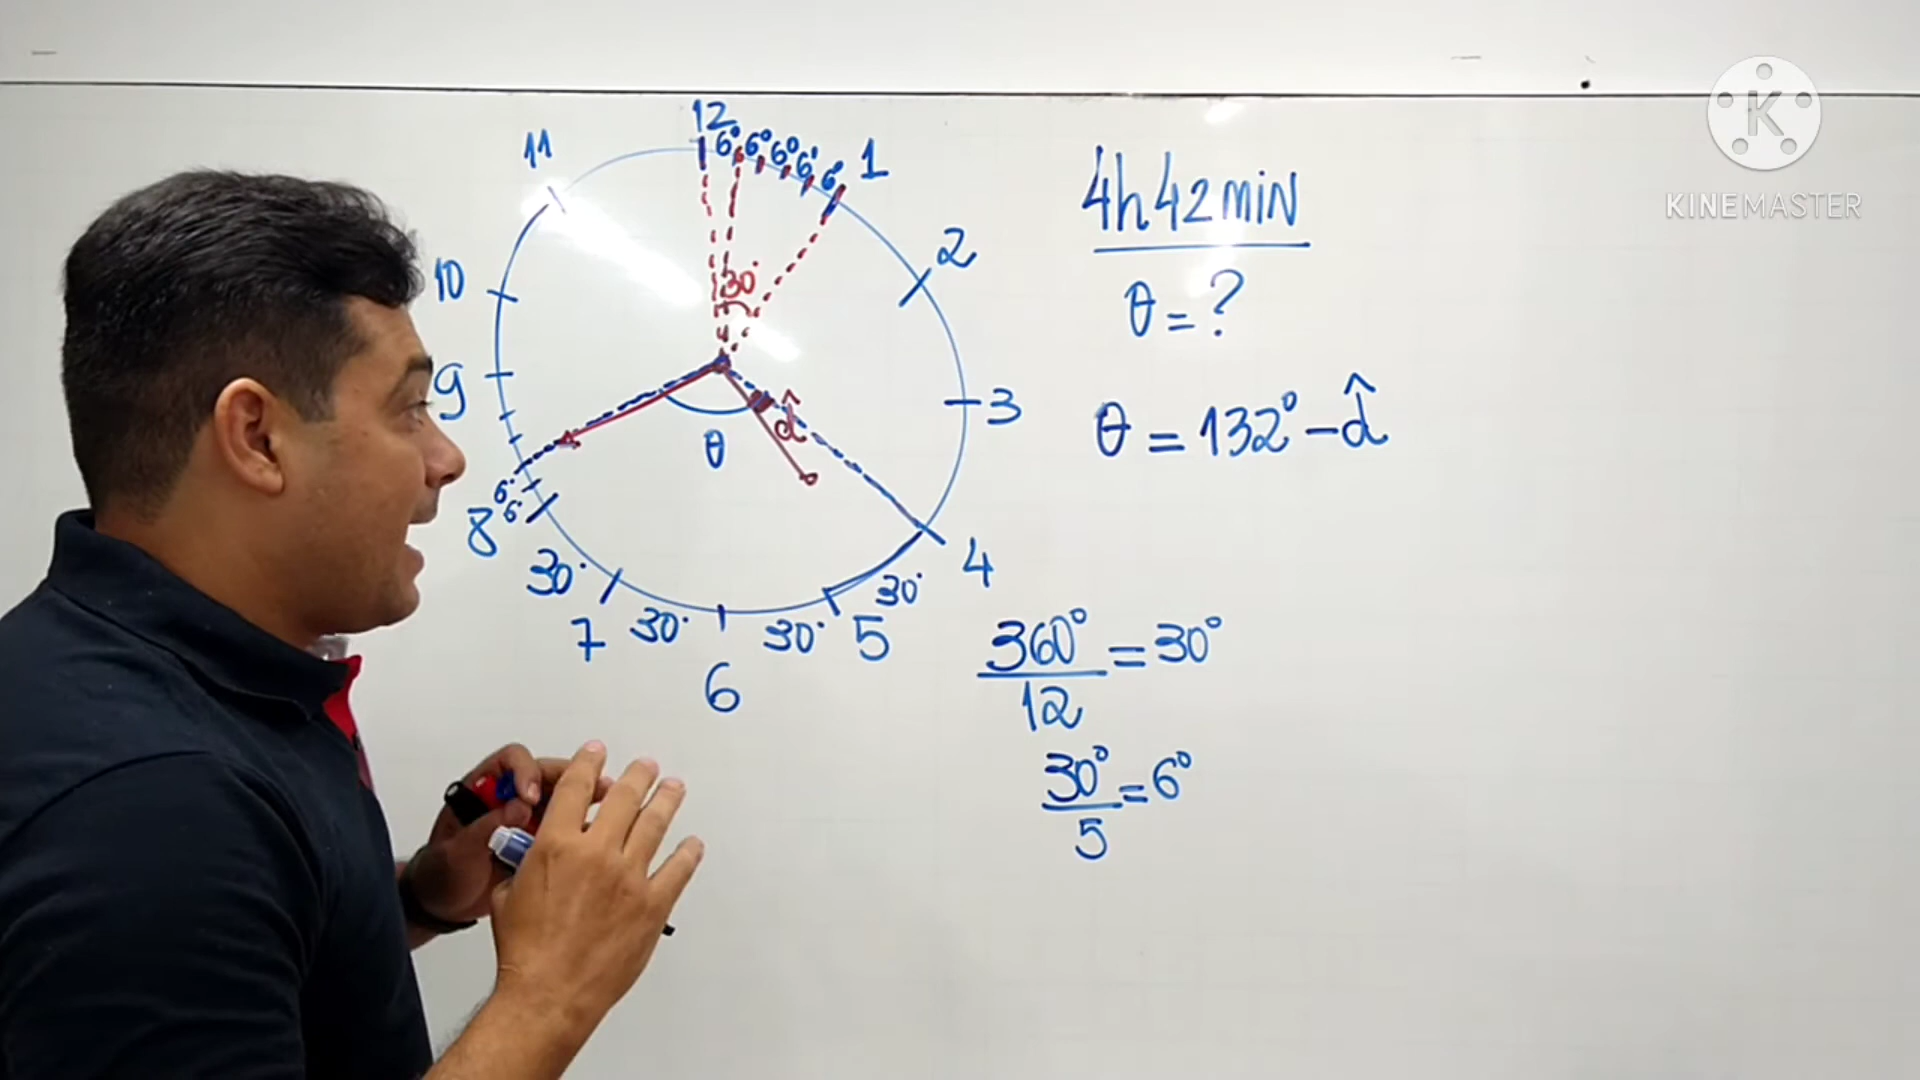 12
11
6° 6° 6° 6° 6°
1
10
2
30°
9
3
d̂
θ
6° 6°
8
4
30°
30°
7
30°
30°
5
6
4h42min
θ = ?
θ = 132° - d̂
360°/12 = 30°
30°/5 = 6°
K
KINEMASTER